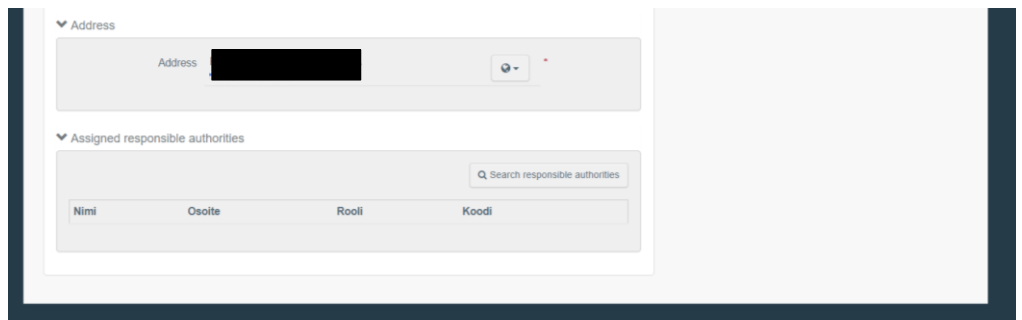 Address
Address *
Assigned responsible authorities
Search responsible authorities
Nimi Osoite Rooli Koodi